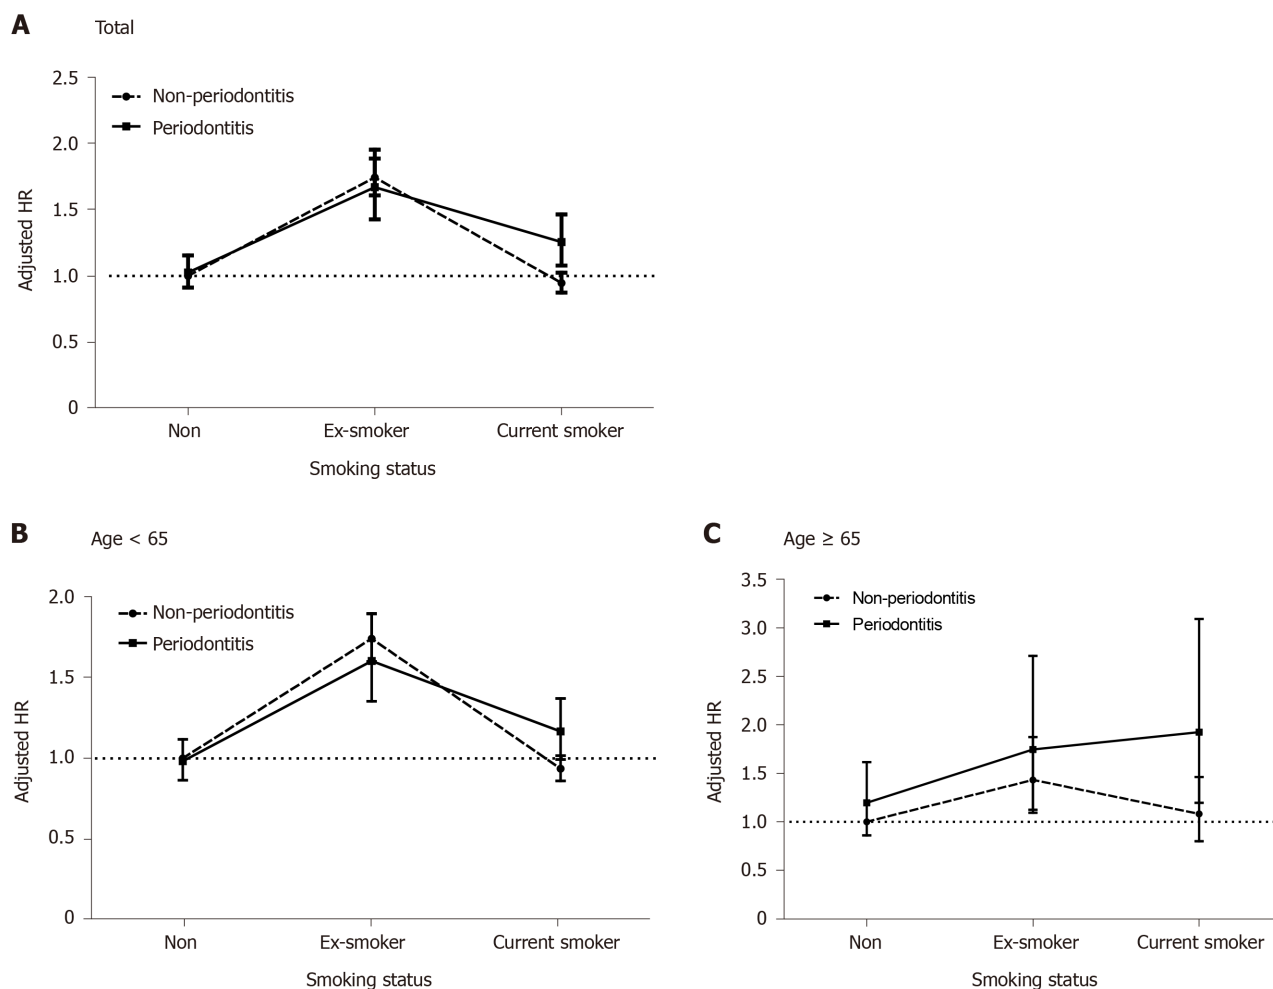 A Total
2.5
Non-periodontitis
Periodontitis
2.0
1.5
1.0
0.5
0
Adjusted HR
Non Ex-smoker Current smoker
Smoking status
B Age < 65
2.0
Non-periodontitis
Periodontitis
1.5
1.0
0.5
0
Adjusted HR
Non Ex-smoker Current smoker
Smoking status
C Age ≥ 65
3.5
Non-periodontitis
Periodontitis
3.0
2.5
2.0
1.5
1.0
0.5
0
Adjusted HR
Non Ex-smoker Current smoker
Smoking status